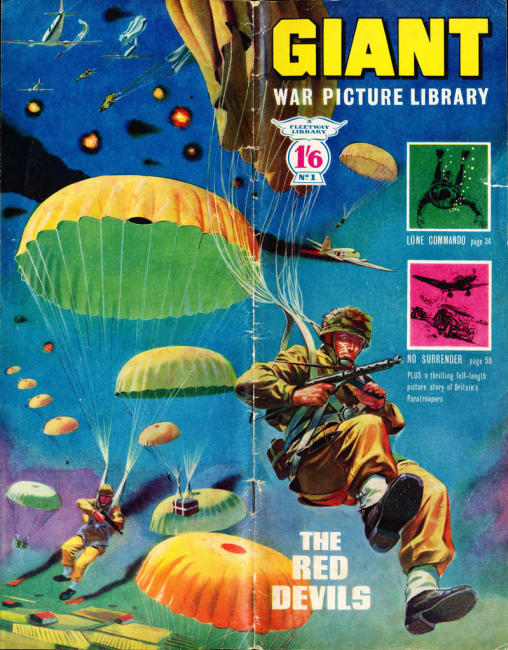 GIANT
WAR PICTURE LIBRARY
A
FLEETWAY
LIBRARY
1'6
Nº 1
LONE COMMANDO page 34
NO SURRENDER page 50
PLUS a thrilling full-length
picture story of Britain's
Paratroopers
THE
RED
DEVILS